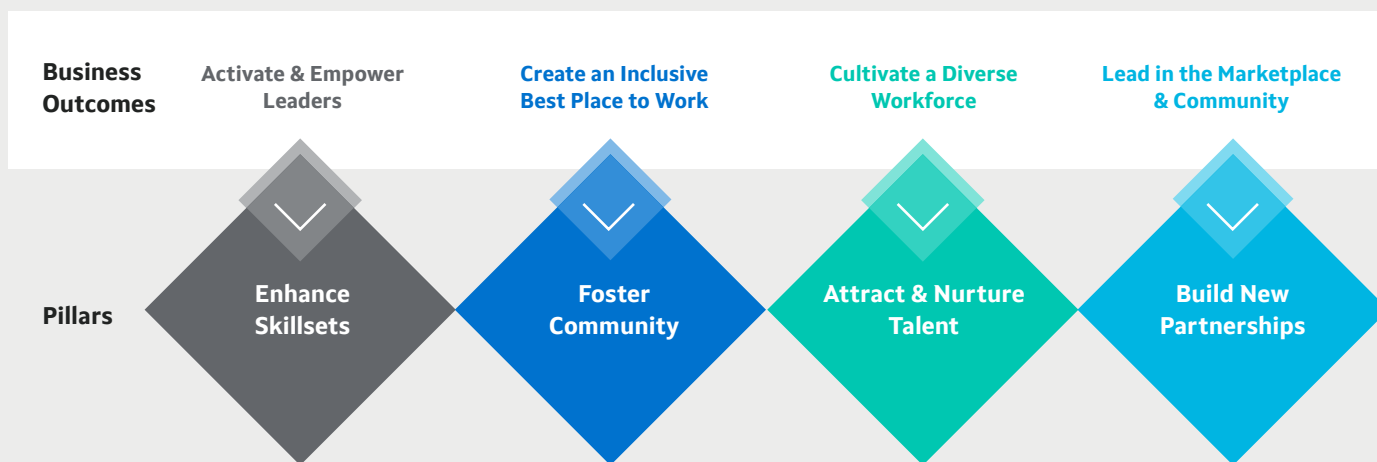 Business
Outcomes
Activate & Empower
Leaders
Create an Inclusive
Best Place to Work
Cultivate a Diverse
Workforce
Lead in the Marketplace
& Community
Pillars
Enhance
Skillsets
Foster
Community
Attract & Nurture
Talent
Build New
Partnerships